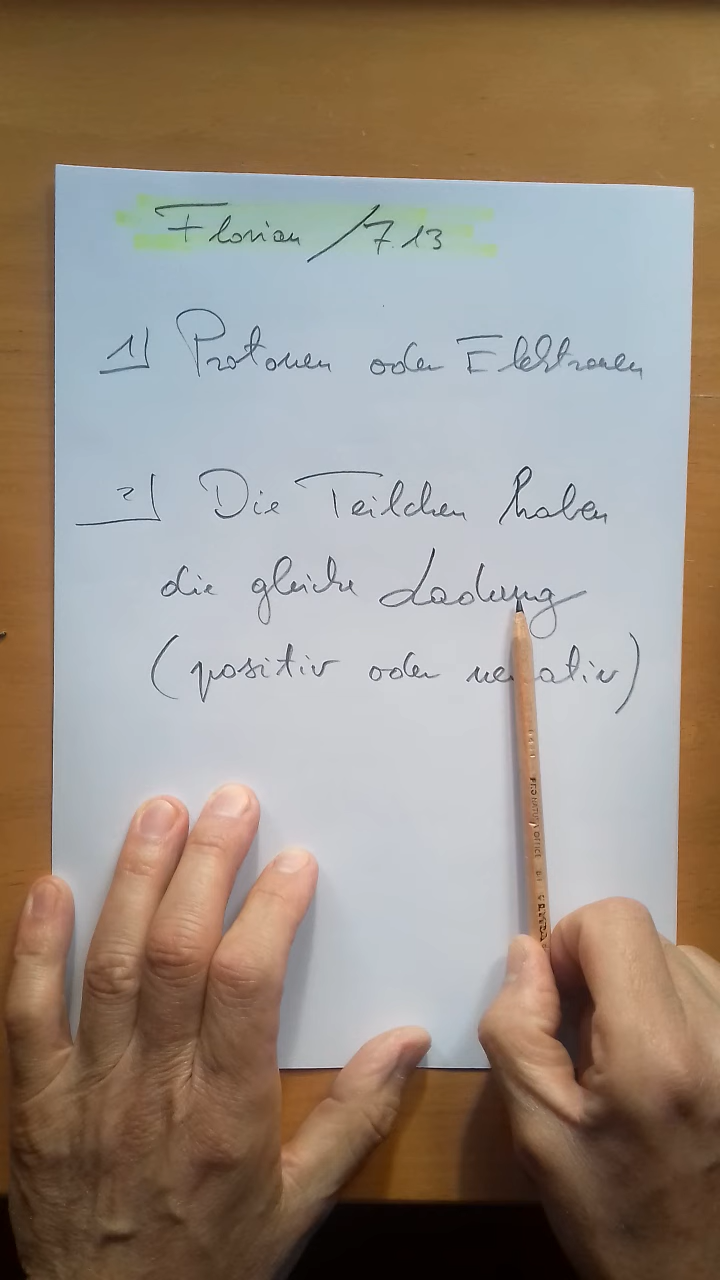 Florian / 7.13
1) Protonen oder Elektronen
2) Die Teilchen haben
die gleiche Ladung
(positiv oder negativ)